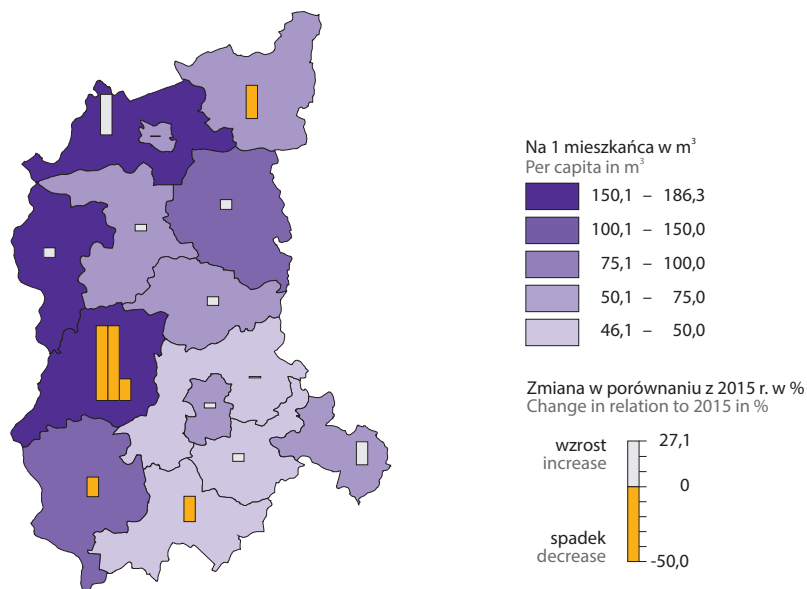 Na 1 mieszkańca w m³
Per capita in m³
150,1 – 186,3
100,1 – 150,0
75,1 – 100,0
50,1 – 75,0
46,1 – 50,0
Zmiana w porównaniu z 2015 r. w %
Change in relation to 2015 in %
wzrost
increase
27,1
0
spadek
decrease
-50,0